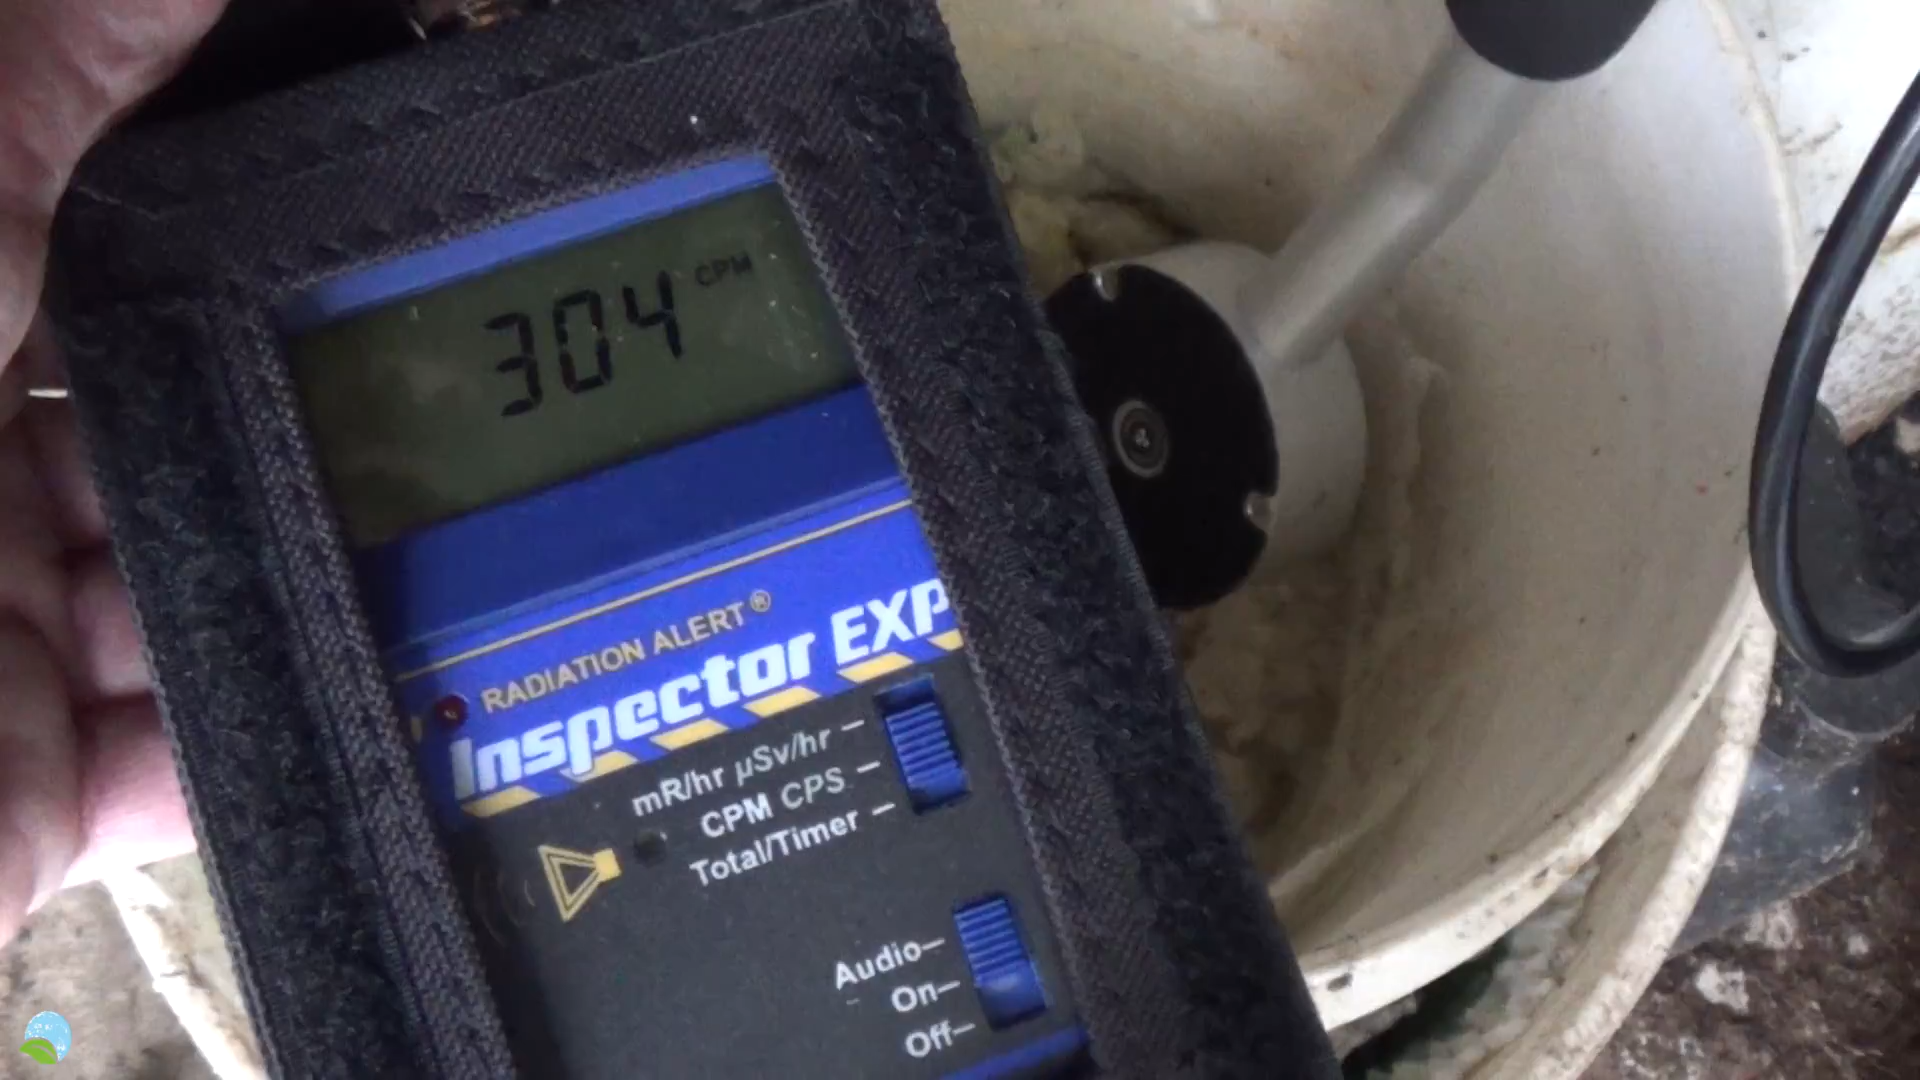 304 CPM
RADIATION ALERT®
Inspector EXP
mR/hr µSv/hr
CPM CPS
Total/Timer
Audio
On
Off